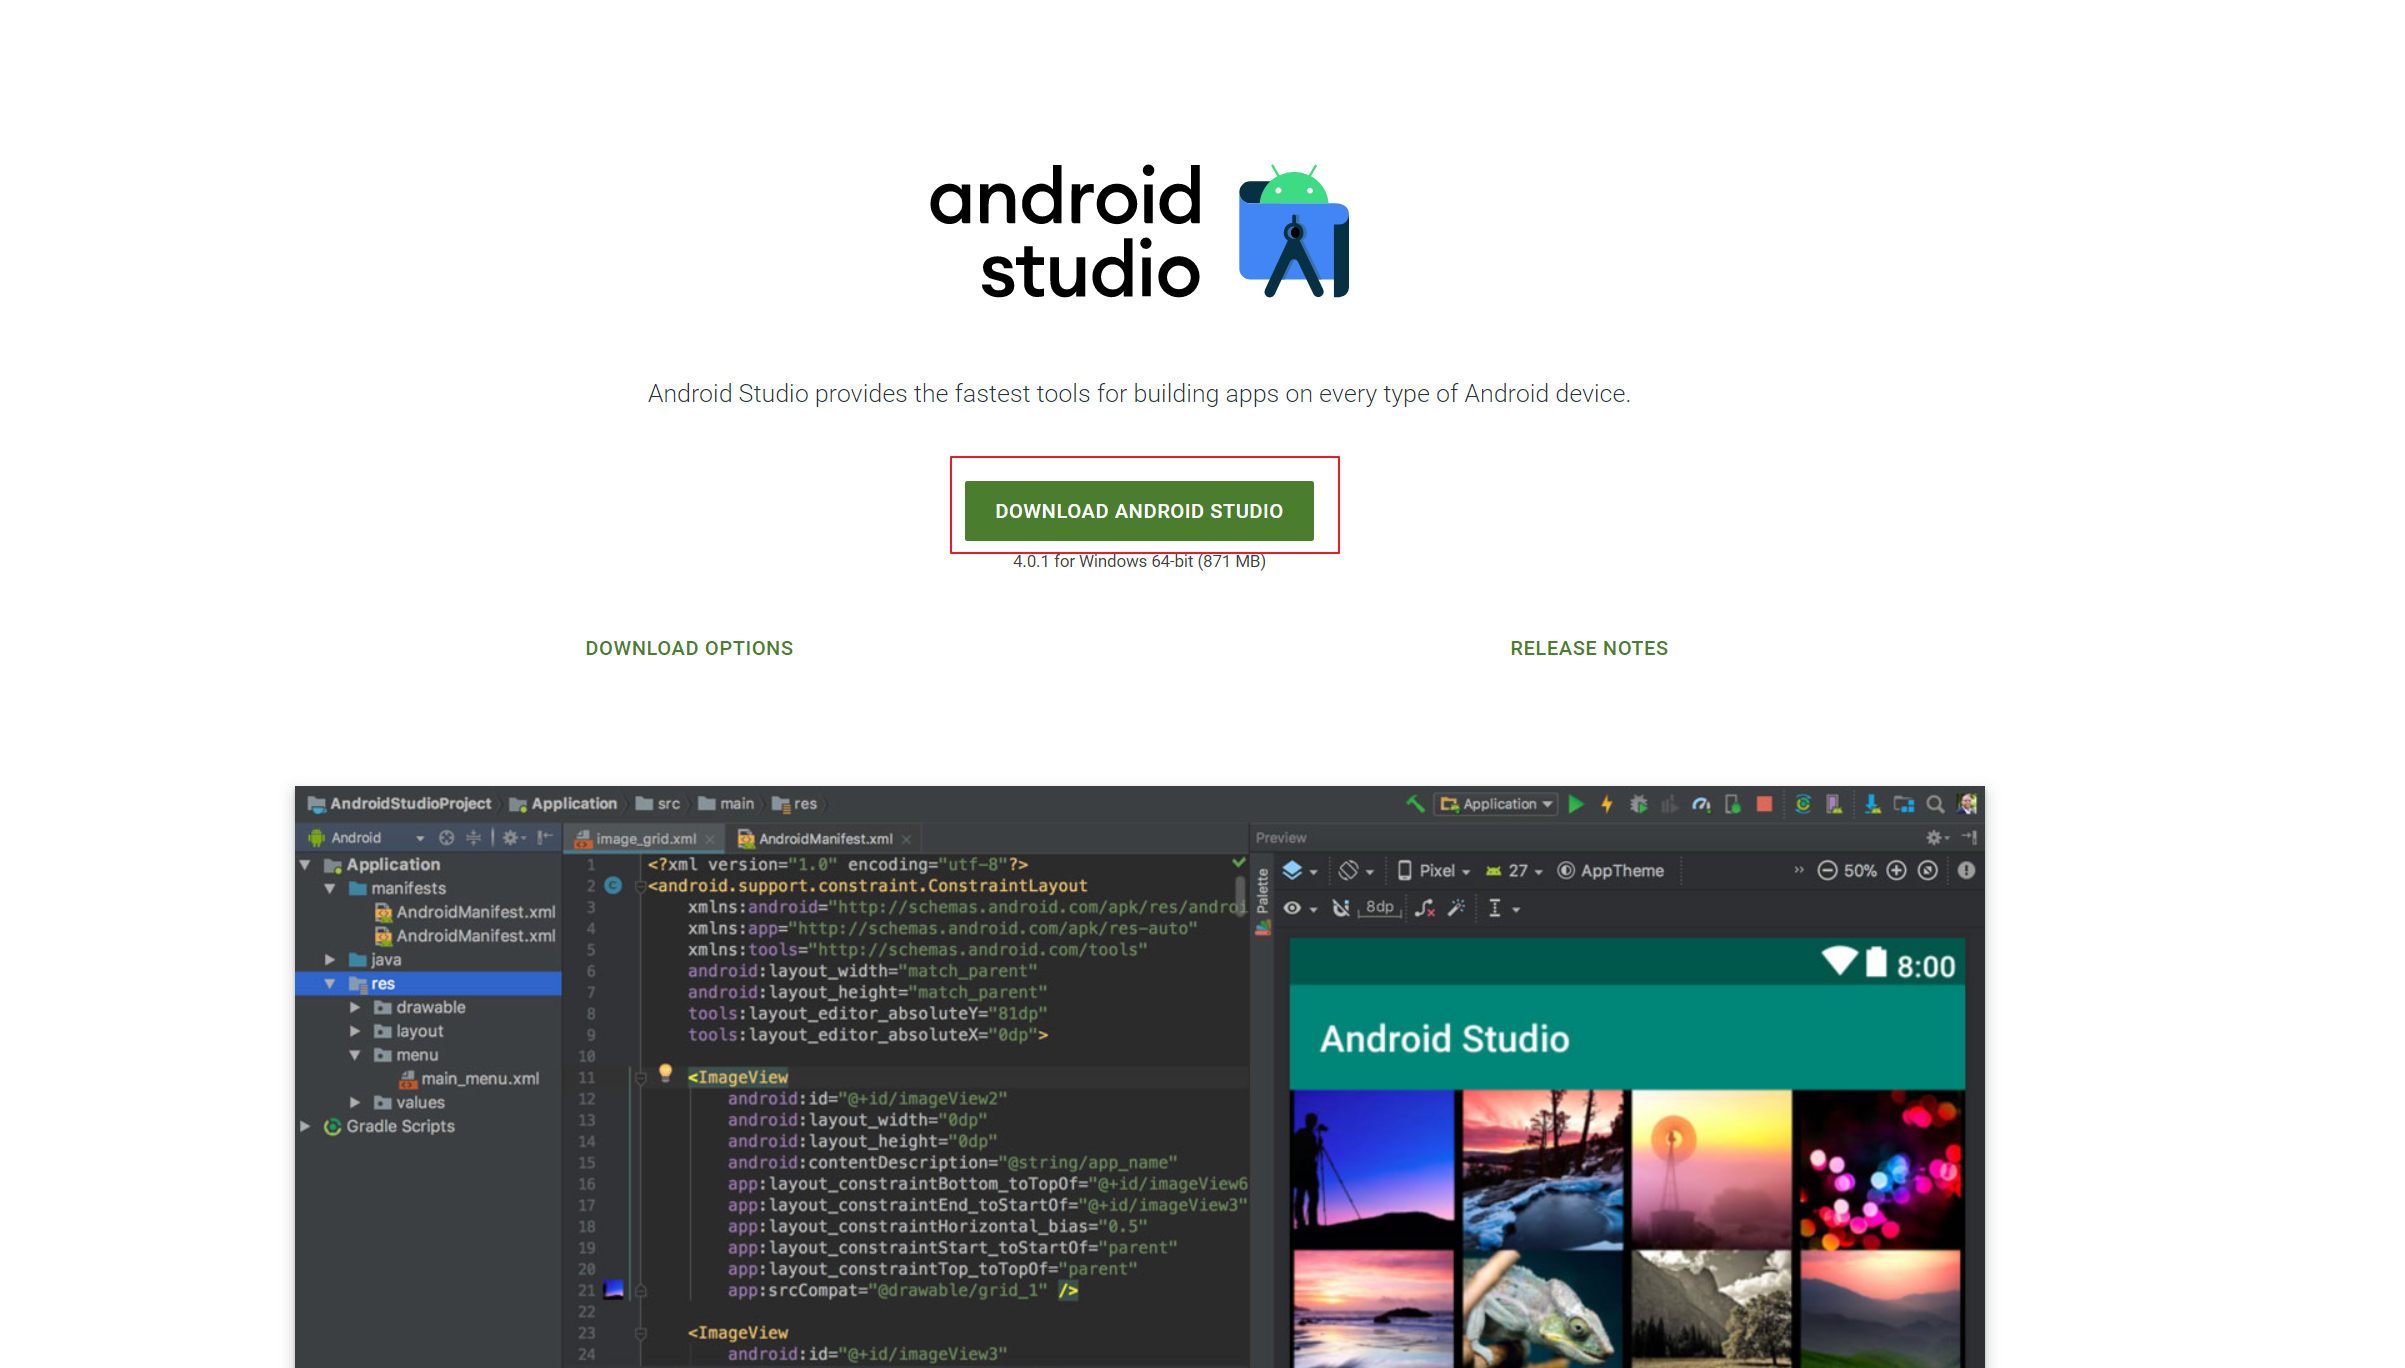 android
studio
Android Studio provides the fastest tools for building apps on every type of Android device.
DOWNLOAD ANDROID STUDIO
4.0.1 for Windows 64-bit (871 MB)
DOWNLOAD OPTIONS
RELEASE NOTES
AndroidStudioProject Application src main res
Application
Android
image_grid.xml
AndroidManifest.xml
Preview
Application
manifests
AndroidManifest.xml
AndroidManifest.xml
java
res
drawable
layout
menu
main_menu.xml
values
Gradle Scripts
1 <?xml version="1.0" encoding="utf-8"?>
2 <android.support.constraint.ConstraintLayout
3 xmlns:android="http://schemas.android.com/apk/res/androi
4 xmlns:app="http://schemas.android.com/apk/res-auto"
5 xmlns:tools="http://schemas.android.com/tools"
6 android:layout_width="match_parent"
7 android:layout_height="match_parent"
8 tools:layout_editor_absoluteY="81dp"
9 tools:layout_editor_absoluteX="0dp">
10
11 <ImageView
12 android:id="@+id/imageView2"
13 android:layout_width="0dp"
14 android:layout_height="0dp"
15 android:contentDescription="@string/app_name"
16 app:layout_constraintBottom_toTopOf="@+id/imageView6
17 app:layout_constraintEnd_toStartOf="@+id/imageView3"
18 app:layout_constraintHorizontal_bias="0.5"
19 app:layout_constraintStart_toStartOf="parent"
20 app:layout_constraintTop_toTopOf="parent"
21 app:srcCompat="@drawable/grid_1" />
22
23 <ImageView
24 android:id="@+id/imageView3"
Palette
Pixel 27 AppTheme 50%
8dp
8:00
Android Studio